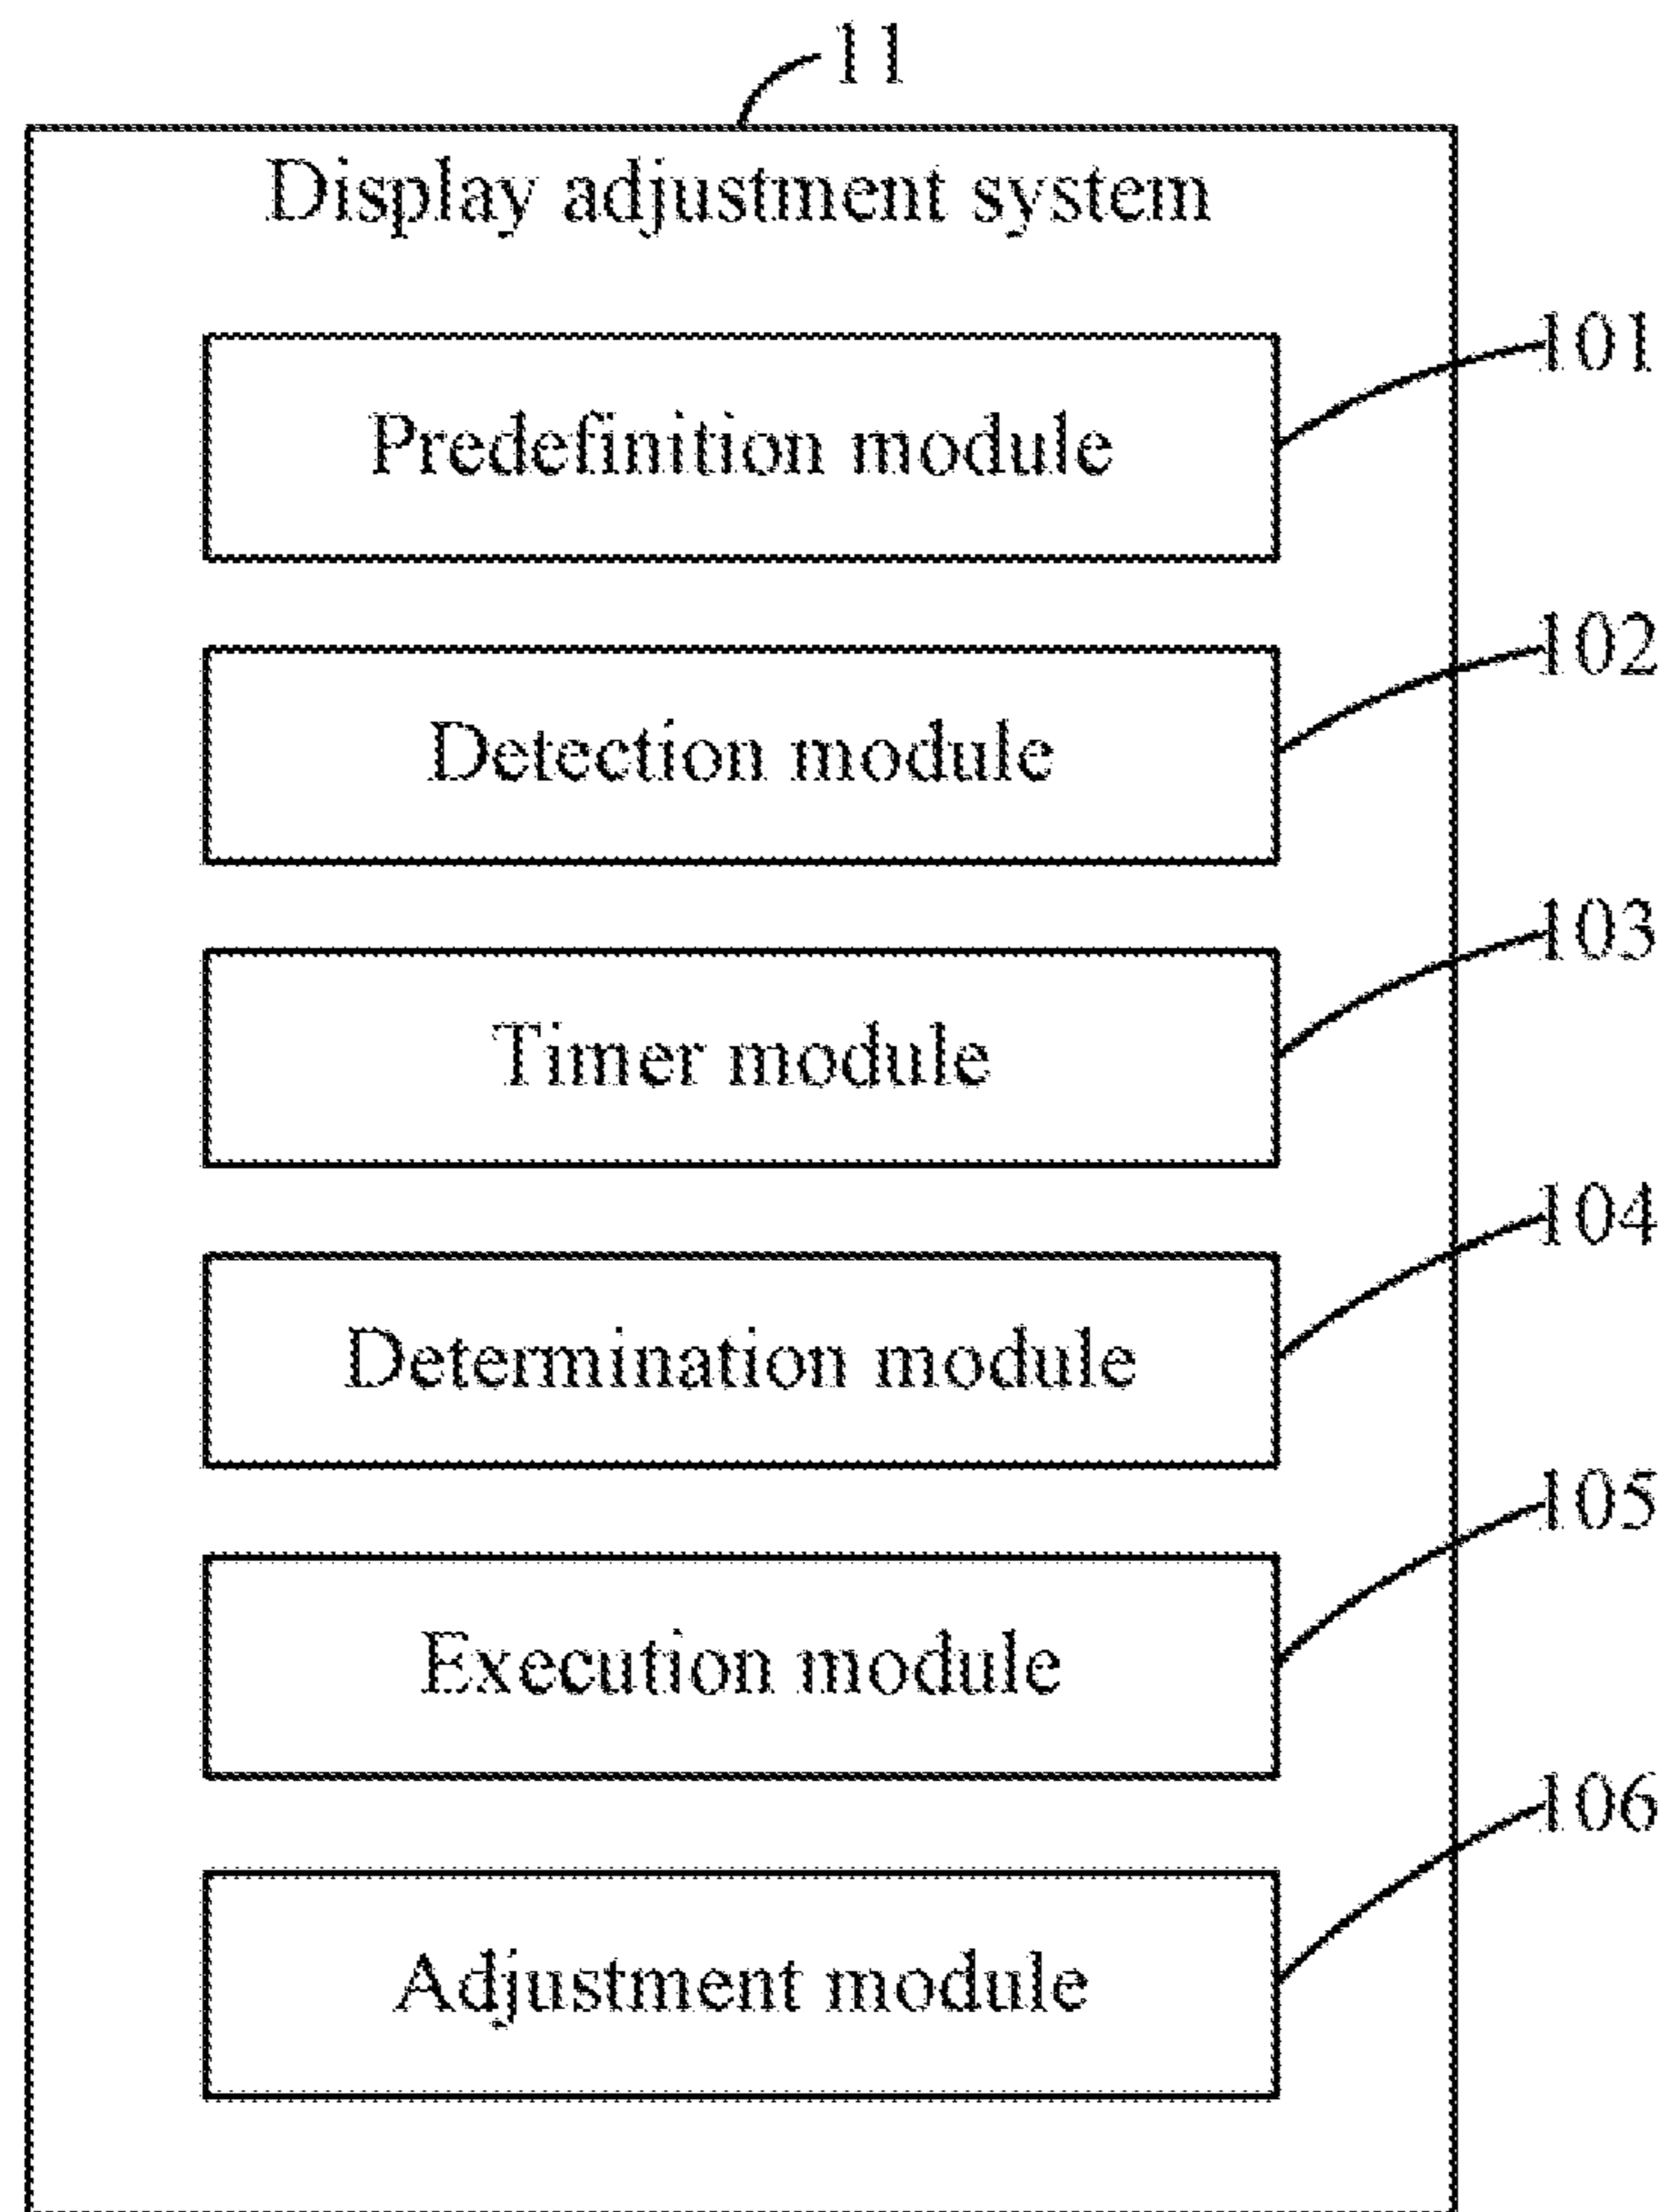 11
Display adjustment system
101
Predefinition module
102
Detection module
103
Timer module
104
Determination module
105
Execution module
106
Adjustment module